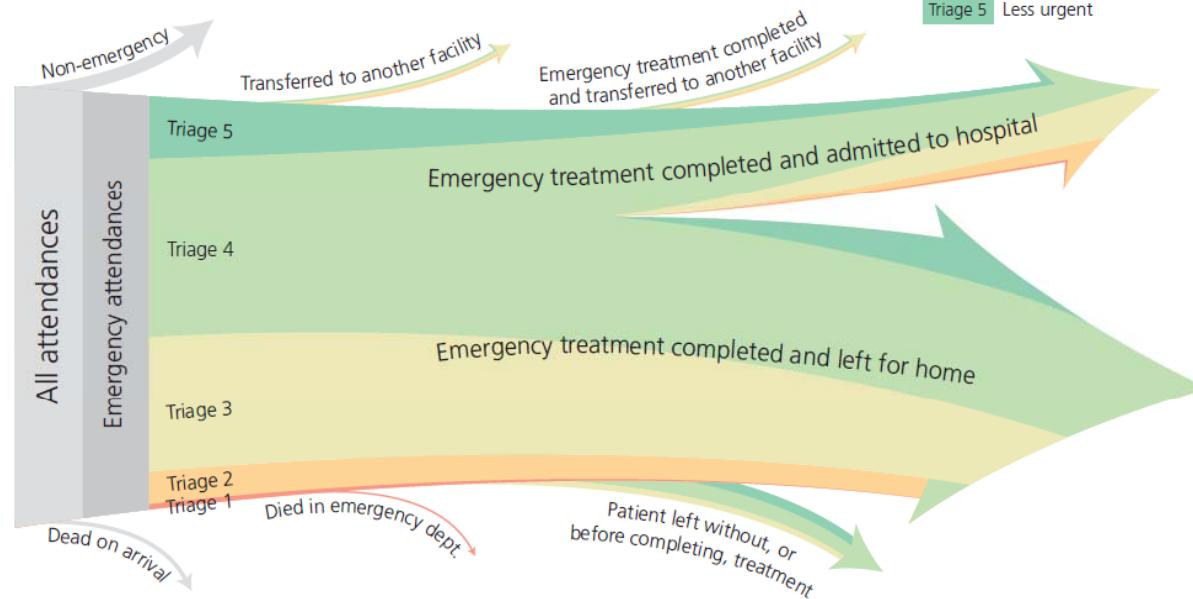 Triage 5 Less urgent
Non-emergency
Transferred to another facility
Emergency treatment completed
and transferred to another facility
Triage 5
Emergency treatment completed and admitted to hospital
All attendances
Emergency attendances
Triage 4
Emergency treatment completed and left for home
Triage 3
Triage 2
Triage 1
Died in emergency dept.
Patient left without, or
before completing, treatment
Dead on arrival